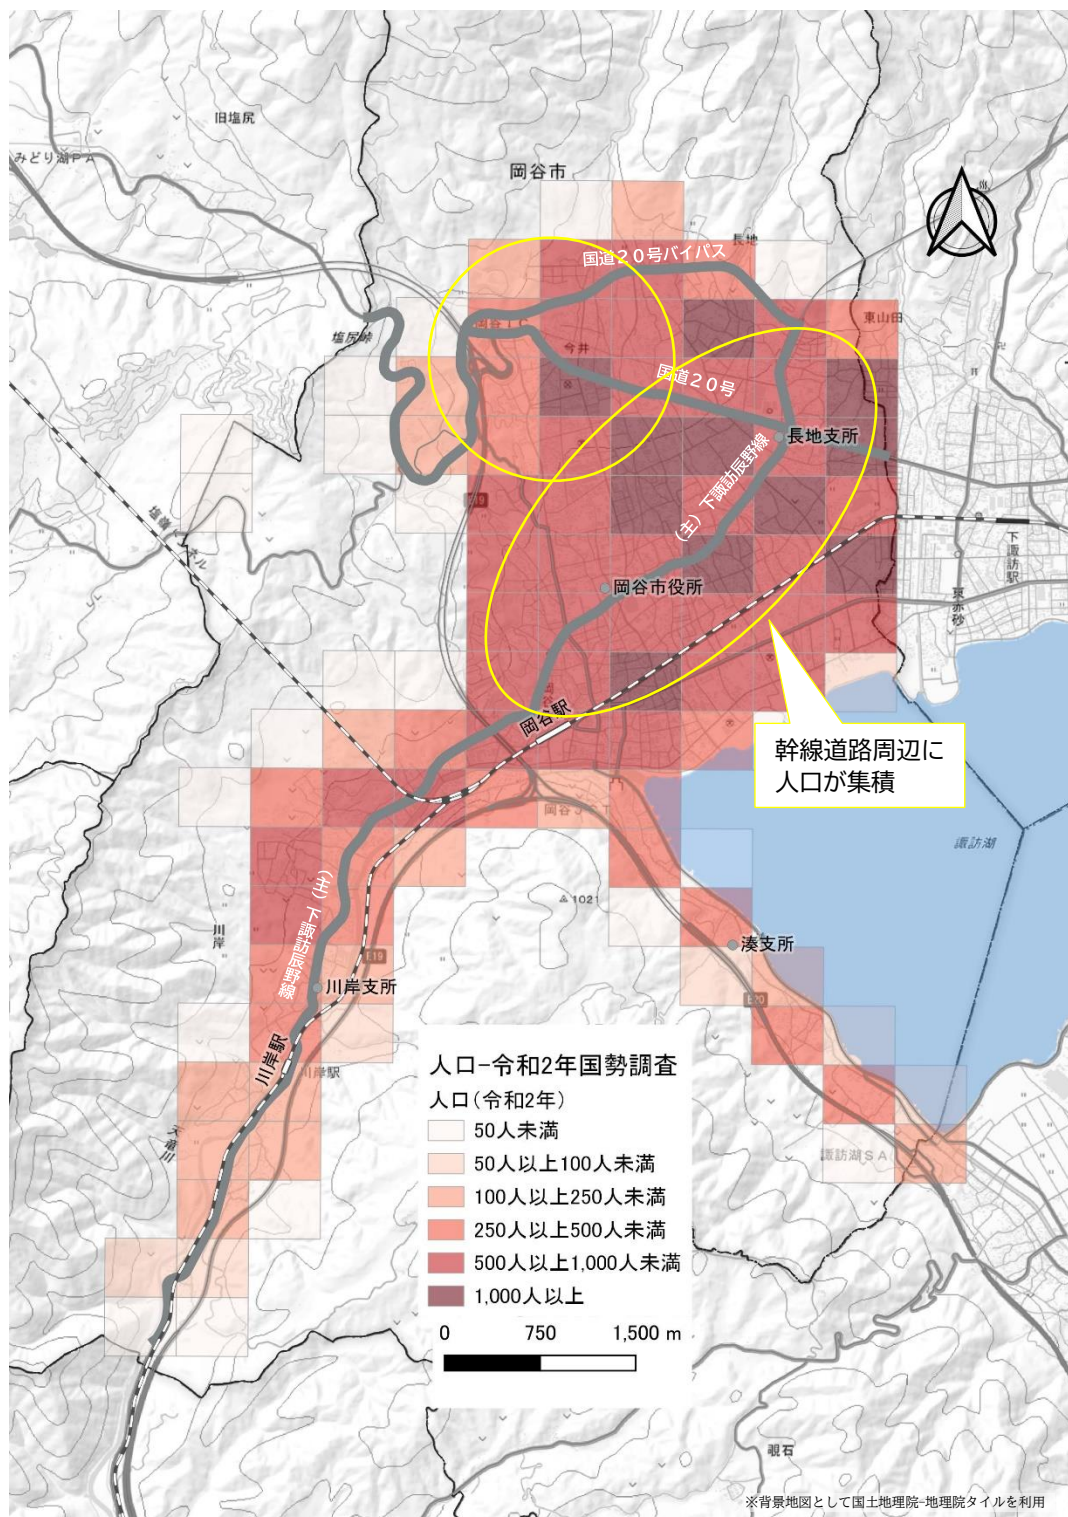 旧塩尻
みどり湖PA
岡谷市
長地
国道20号バイパス
東山田
岡谷IC
塩尻峠
今井
国道20号
長地支所
(主)下諏訪辰野線
E19
塩嶺トンネル
下諏訪駅
岡谷市役所
東赤砂
岡谷駅
幹線道路周辺に
人口が集積
岡谷JCT
諏訪湖
△1021
(主)下諏訪辰野線
川岸
湊支所
E19
川岸支所
E20
川岸駅
川岸駅
天竜川
諏訪湖SA
人口-令和2年国勢調査
人口(令和2年)
50人未満
50人以上100人未満
100人以上250人未満
250人以上500人未満
500人以上1,000人未満
1,000人以上
0 750 1,500 m
覗石
※背景地図として国土地理院-地理院タイルを利用